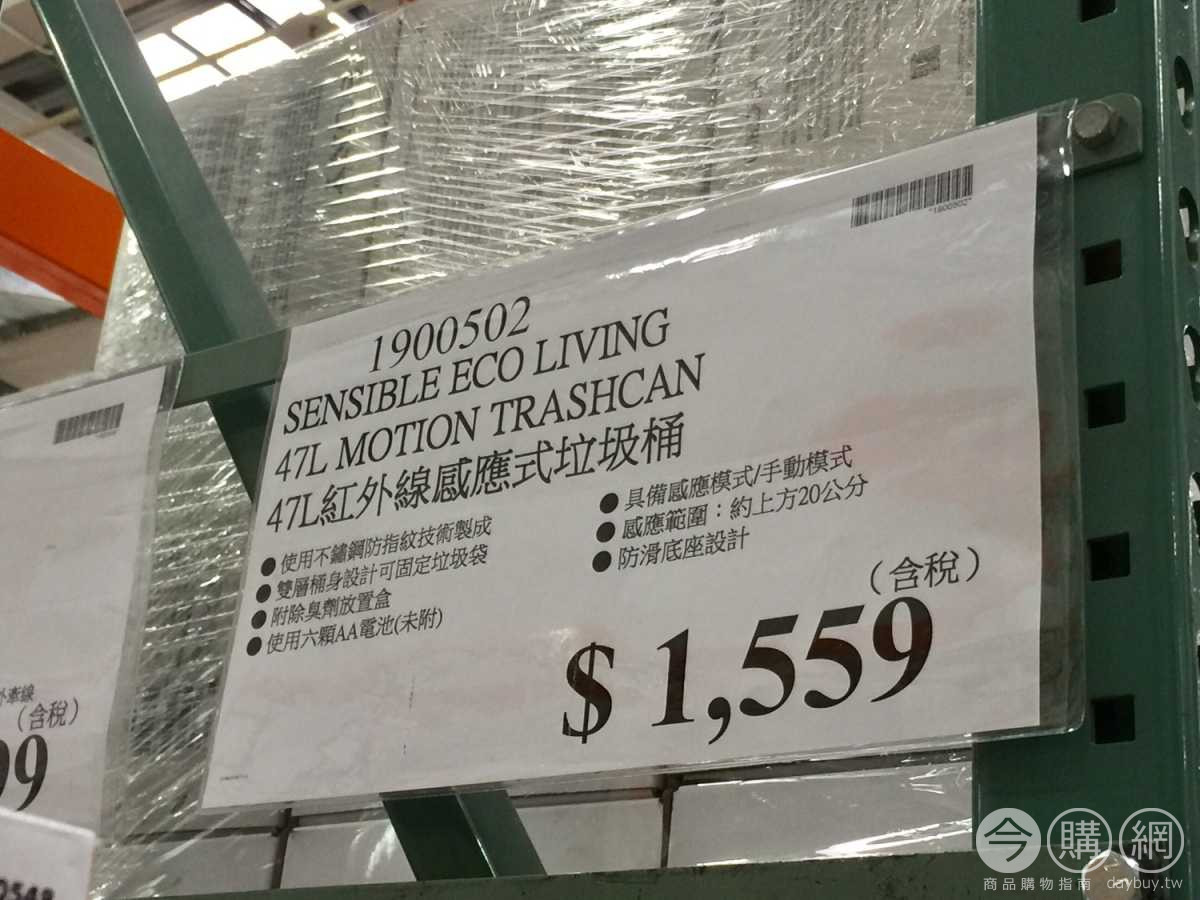 *1900502*
1900502
SENSIBLE ECO LIVING
47L MOTION TRASHCAN
47L紅外線感應式垃圾桶
●使用不鏽鋼防指紋技術製成
●雙層桶身設計可固定垃圾袋
●附除臭劑放置盒
●使用六顆AA電池(未附)
●具備感應模式/手動模式
●感應範圍：約上方20公分
●防滑底座設計
(含稅)
$ 1,559
外牽線
(含稅)
99
今購網
商品購物指南 daybuy.tw